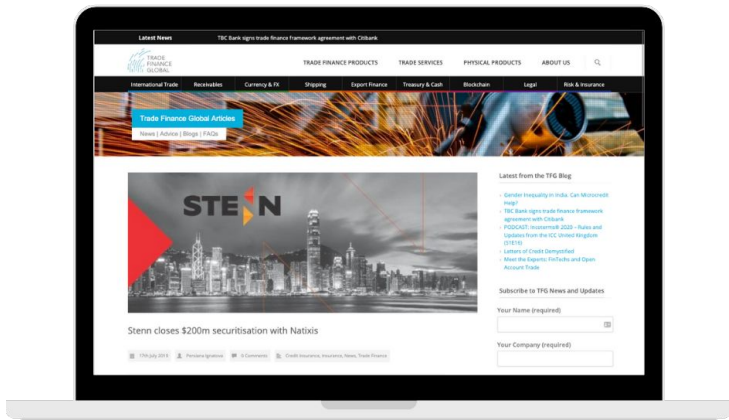 Latest News
TBC Bank signs trade finance framework agreement with Citibank
TRADE
FINANCE
GLOBAL
TRADE FINANCE PRODUCTS
TRADE SERVICES
PHYSICAL PRODUCTS
ABOUT US
International Trade
Receivables
Currency & FX
Shipping
Export Finance
Treasury & Cash
Blockchain
Legal
Risk & Insurance
Trade Finance Global Articles
News | Advice | Blogs | FAQs
STENN
Stenn closes $200m securitisation with Natixis
17th July 2019
0 Comments
Credit Insurance, Insurance, News, Trade Finance
Latest from the TFG Blog
Gender Inequality in India. Can Microcredit
Help?
TBC Bank signs trade finance framework
agreement with Citibank
PODCAST: Incoterms® 2020 – Rules and
Updates from the ICC United Kingdom
(S1E16)
Letters of Credit Demystified
Meet the Experts: FinTechs and Open
Account Trade
Subscribe to TFG News and Updates
Your Name (required)
Your Company (required)